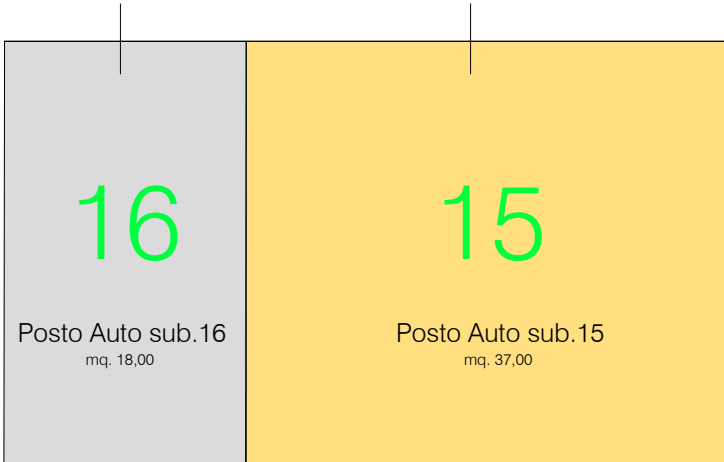 16
Posto Auto sub.16
mq. 18,00
15
Posto Auto sub.15
mq. 37,00